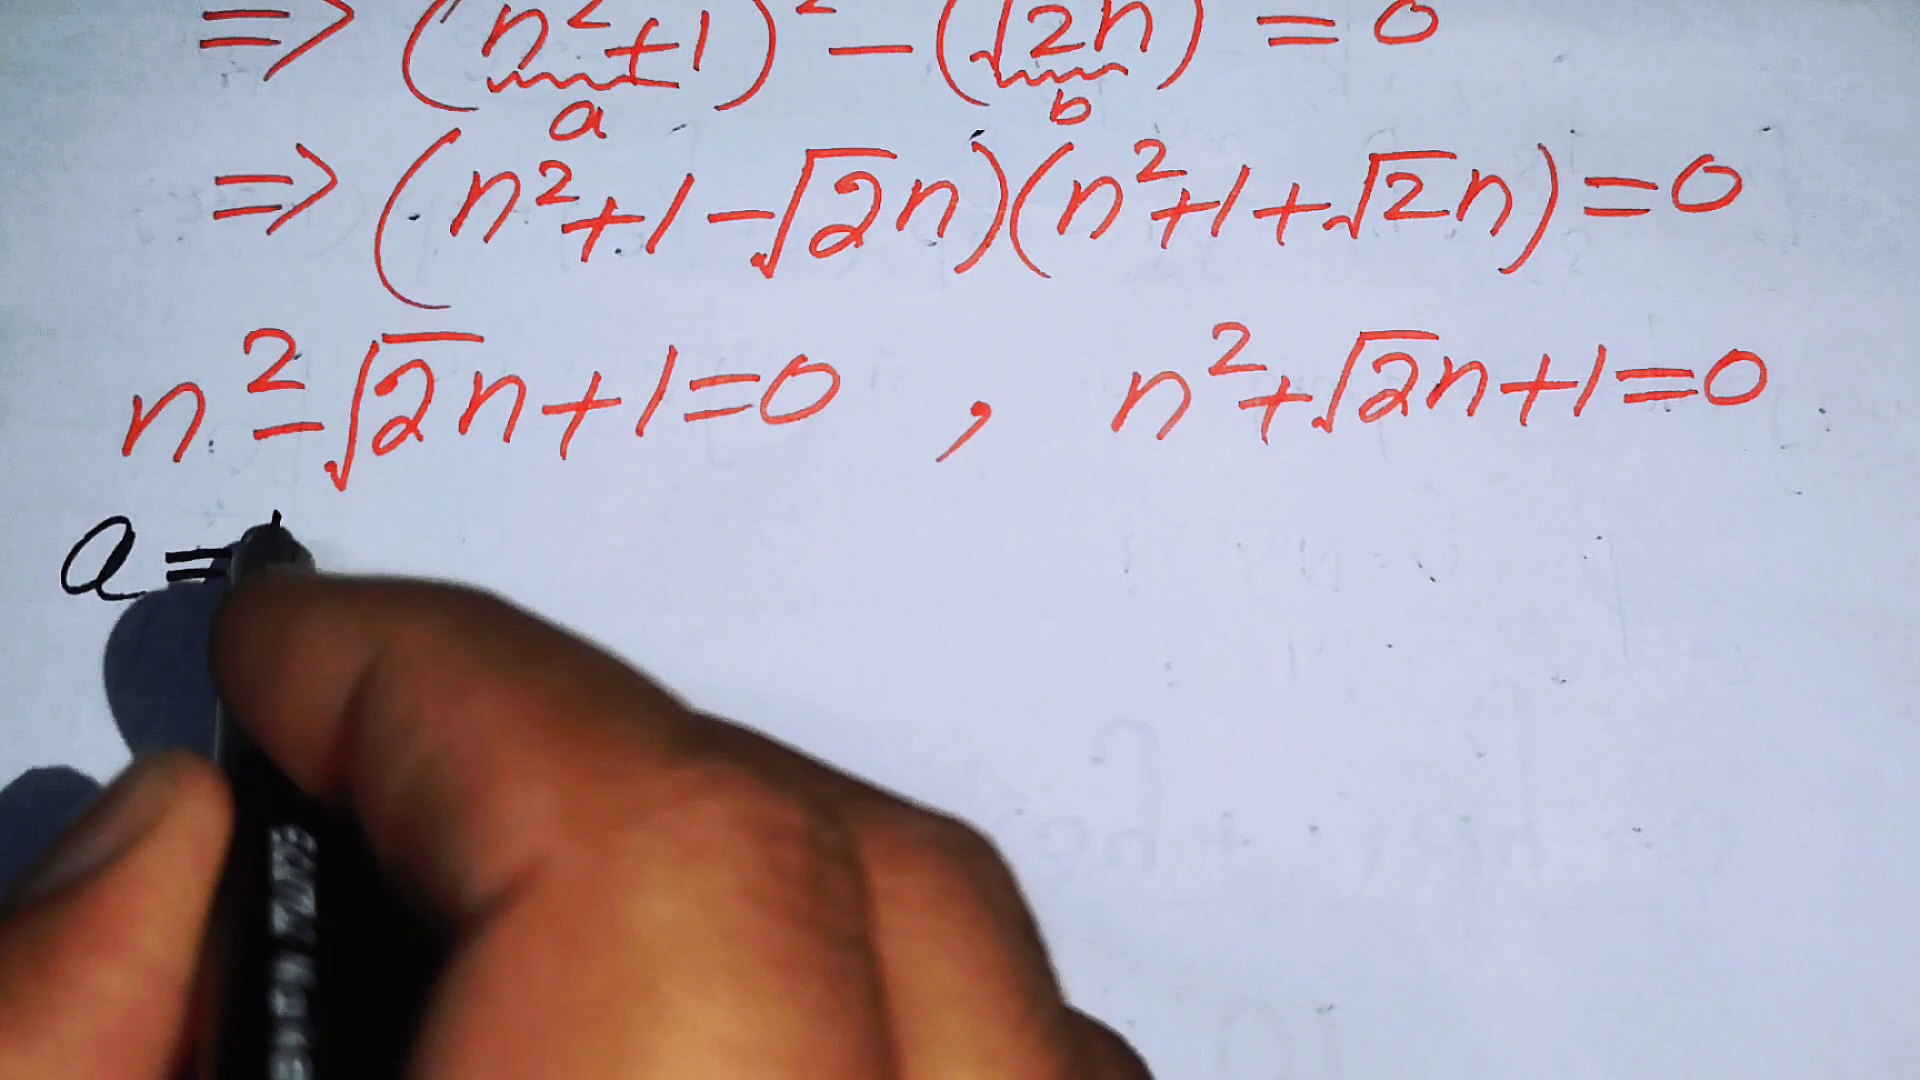 => (n²+1)² - (√2n) = 0
a b
=> (n²+1-√2n)(n²+1+√2n)=0
n²-√2n+1=0 , n²+√2n+1=0
a=